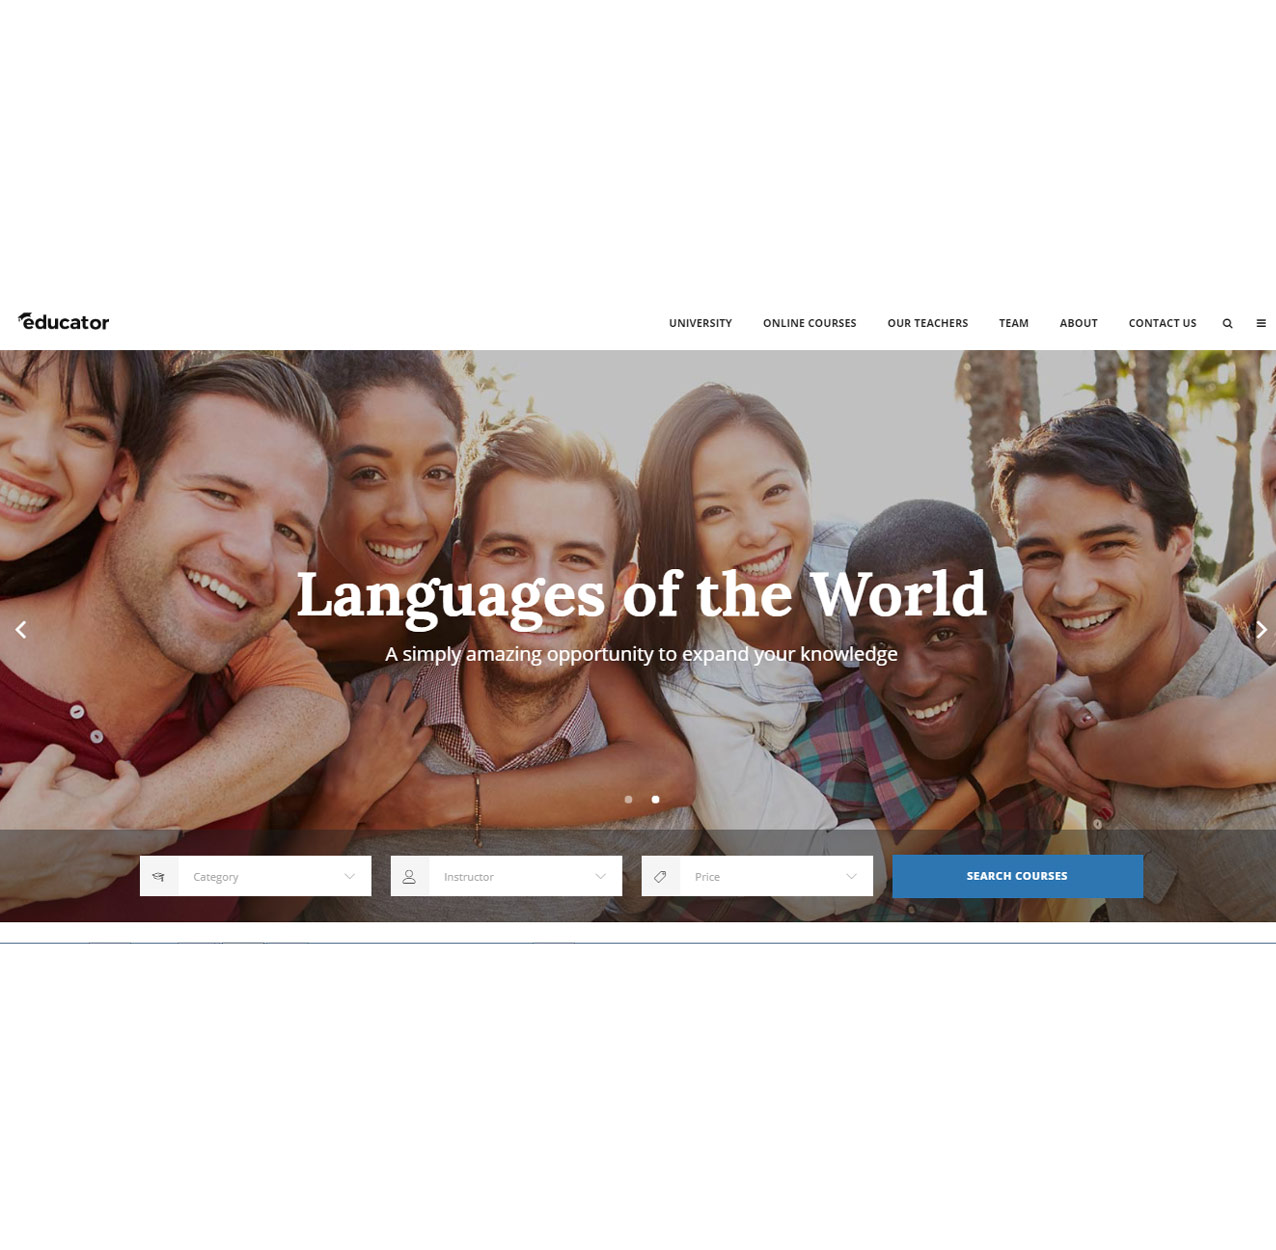 educator
UNIVERSITY ONLINE COURSES OUR TEACHERS TEAM ABOUT CONTACT US
Languages of the World
A simply amazing opportunity to expand your knowledge
Category Instructor Price SEARCH COURSES